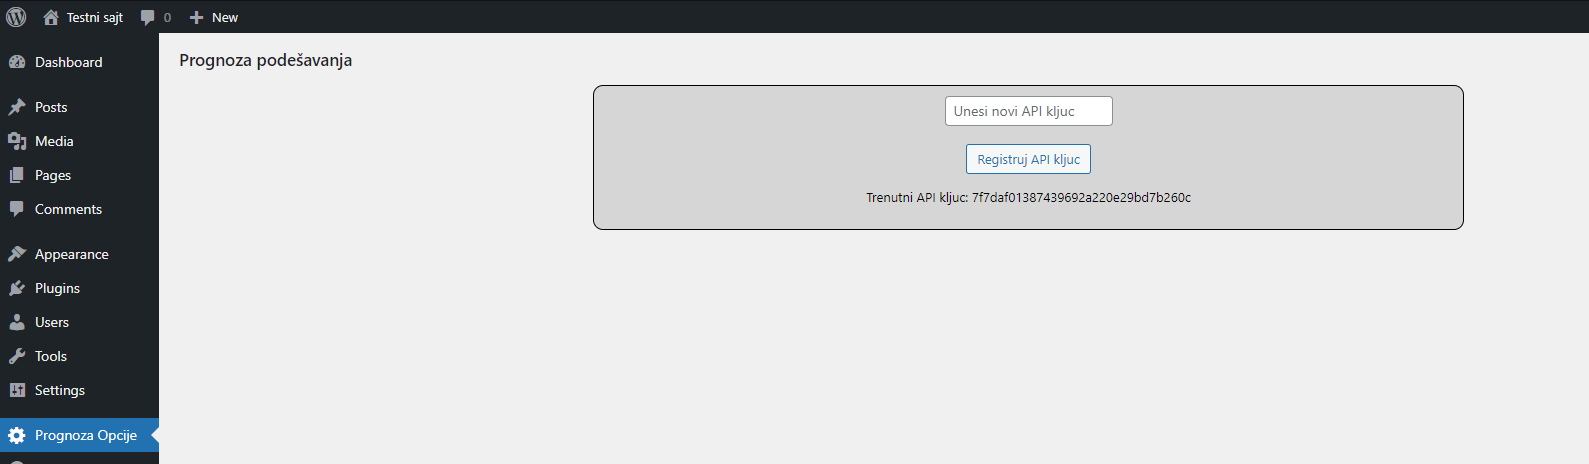 Testni sajt 0 New
Dashboard
Posts
Media
Pages
Comments
Appearance
Plugins
Users
Tools
Settings
Prognoza Opcije
Prognoza podešavanja
Unesi novi API kljuc
Registruj API kljuc
Trenutni API kljuc: 7f7daf01387439692a220e29bd7b260c